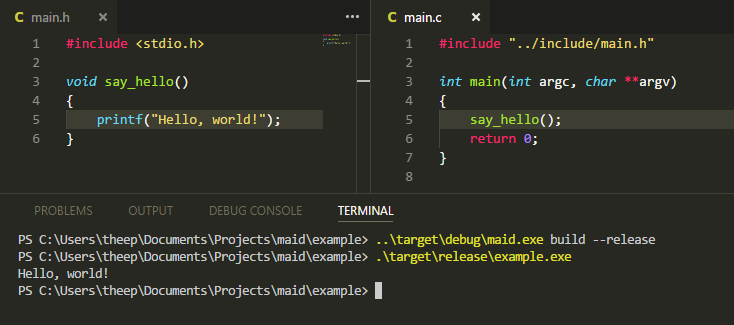 C main.h × ...
1 #include <stdio.h>
2
3 void say_hello()
4 {
5     printf("Hello, world!");
6 }
C main.c ×
1 #include "../include/main.h"
2
3 int main(int argc, char **argv)
4 {
5     say_hello();
6     return 0;
7 }
8
PROBLEMS OUTPUT DEBUG CONSOLE TERMINAL
PS C:\Users\theep\Documents\Projects\maid\example> ..\target\debug\maid.exe build --release
PS C:\Users\theep\Documents\Projects\maid\example> .\target\release\example.exe
Hello, world!
PS C:\Users\theep\Documents\Projects\maid\example>